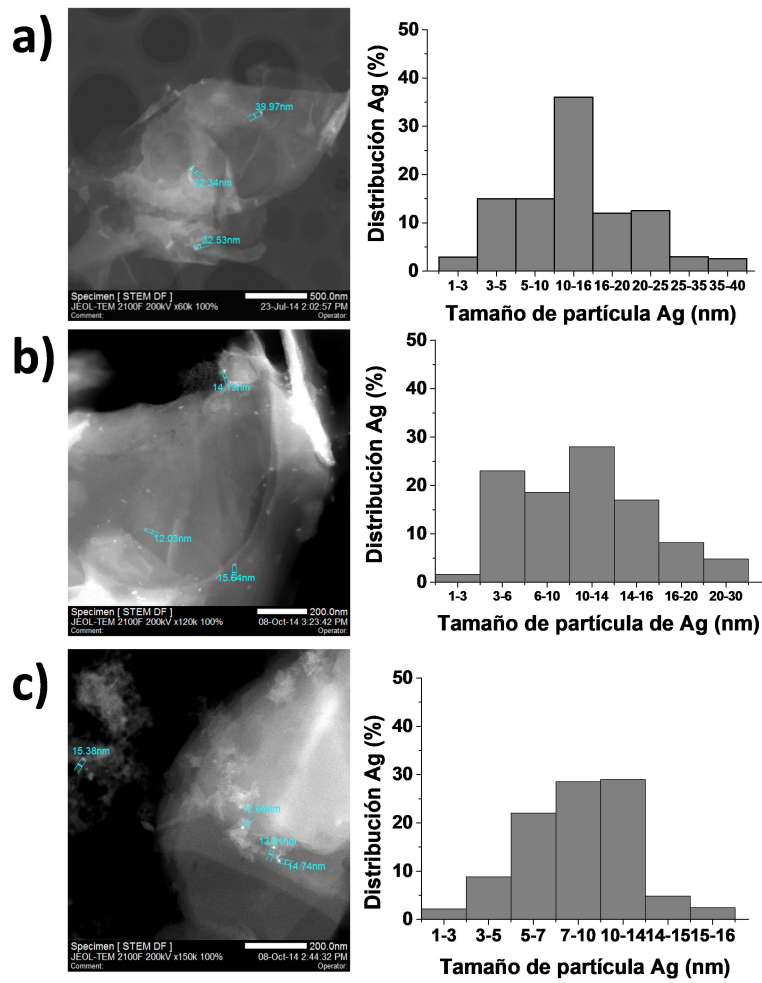 a)
39.97nm
32.53nm
Specimen [ STEM DF ]
500.0nm
JEOL-TEM 2100F 200kV x60k 100%
23-Jul-14 2:02:57 PM
Comment:
Operator:
Distribución Ag (%)
50
40
30
20
10
0
1-3 3-5 5-10 10-16 16-20 20-25 25-35 35-40
Tamaño de partícula Ag (nm)
b)
14.13nm
12.03nm
15.64nm
Specimen [ STEM DF ]
200.0nm
JEOL-TEM 2100F 200kV x120k 100%
08-Oct-14 3:23:42 PM
Comment:
Operator:
Distribución Ag (%)
50
40
30
20
10
0
1-3 3-6 6-10 10-14 14-16 16-20 20-30
Tamaño de partícula de Ag (nm)
c)
15.38nm
14.74nm
Specimen [ STEM DF ]
200.0nm
JEOL-TEM 2100F 200kV x150k 100%
08-Oct-14 2:44:32 PM
Comment:
Operator:
Distribución Ag (%)
50
40
30
20
10
0
1-3 3-5 5-7 7-10 10-14 14-15 15-16
Tamaño de partícula Ag (nm)